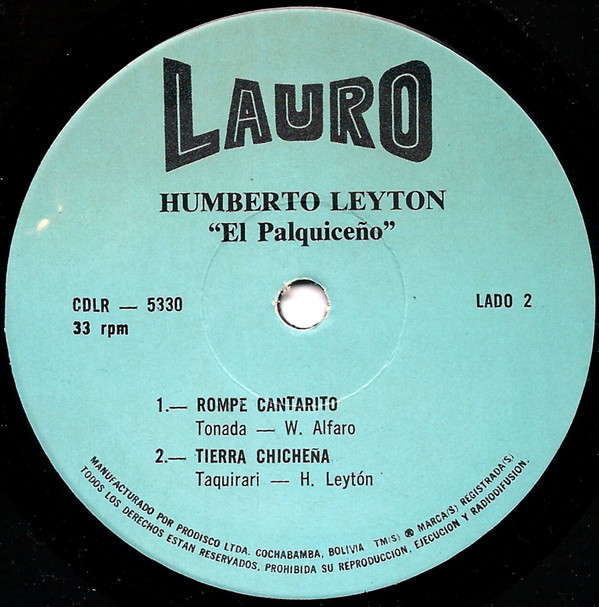 LAURO
HUMBERTO LEYTON
“El Palquiceño”
CDLR — 5330
33 rpm
LADO 2
1.— ROMPE CANTARITO
Tonada — W. Alfaro
2.— TIERRA CHICHEÑA
Taquirari — H. Leytón
MANUFACTURADO POR PRODISCO LTDA. COCHABAMBA, BOLIVIA TM(S) ® MARCA(S) REGISTRADA(S)
TODOS LOS DERECHOS ESTAN RESERVADOS. PROHIBIDA SU REPRODUCCION, EJECUCION Y RADIODIFUSION.